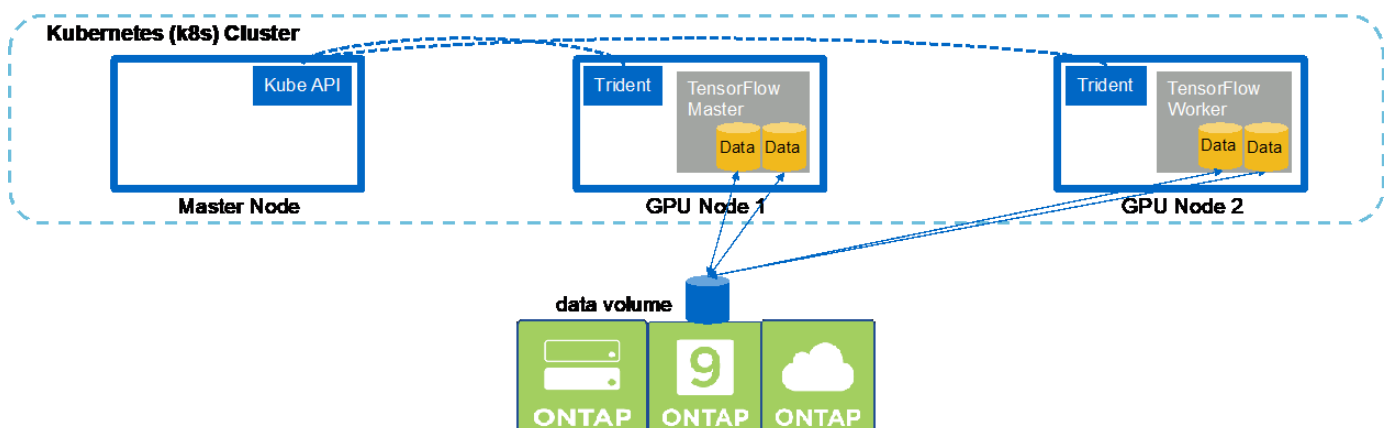 Kubernetes (k8s) Cluster
Kube API
Master Node
Trident
TensorFlow
Master
Data Data
GPU Node 1
Trident
TensorFlow
Worker
Data Data
GPU Node 2
data volume
ONTAP
9
ONTAP
ONTAP